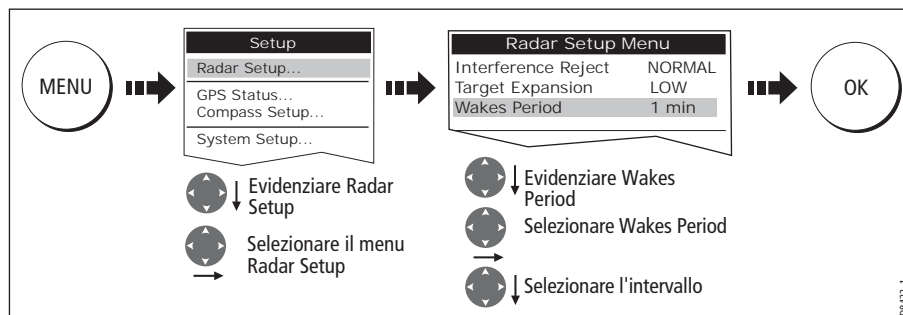 MENU
Setup
Radar Setup...
GPS Status...
Compass Setup...
System Setup...
Evidenziare Radar
Setup
Selezionare il menu
Radar Setup
Radar Setup Menu
Interference Reject NORMAL
Target Expansion LOW
Wakes Period 1 min
Evidenziare Wakes
Period
Selezionare Wakes Period
Selezionare l'intervallo
OK